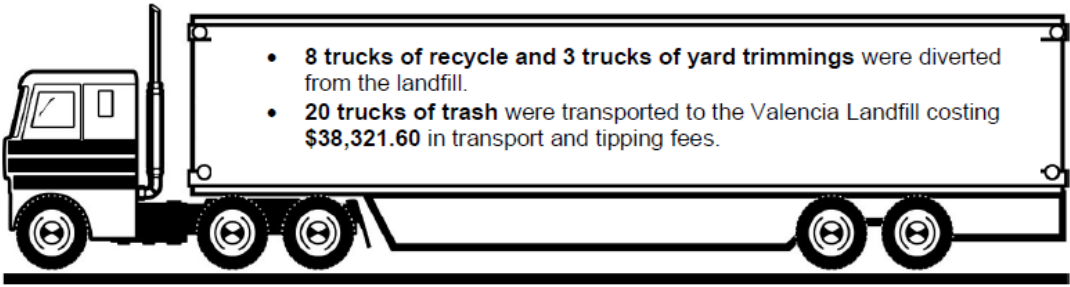 • 8 trucks of recycle and 3 trucks of yard trimmings were diverted
from the landfill.
• 20 trucks of trash were transported to the Valencia Landfill costing
$38,321.60 in transport and tipping fees.